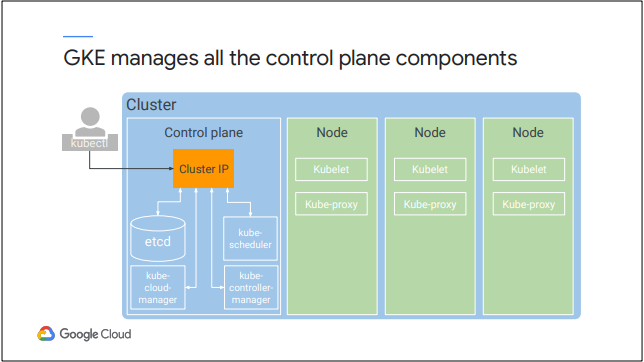 GKE manages all the control plane components
Cluster
kubectl
Control plane
Cluster IP
etcd
kube-
scheduler
kube-
cloud-
manager
kube-
controller-
manager
Node
Kubelet
Kube-proxy
Node
Kubelet
Kube-proxy
Node
Kubelet
Kube-proxy
Google Cloud